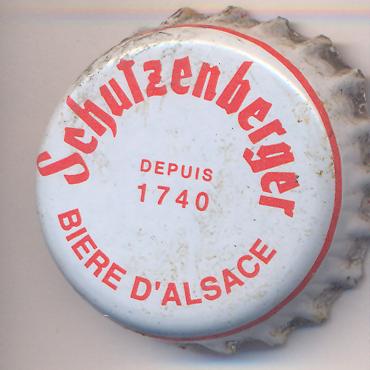 Schutzenberger
DEPUIS
1740
BIERE D'ALSACE